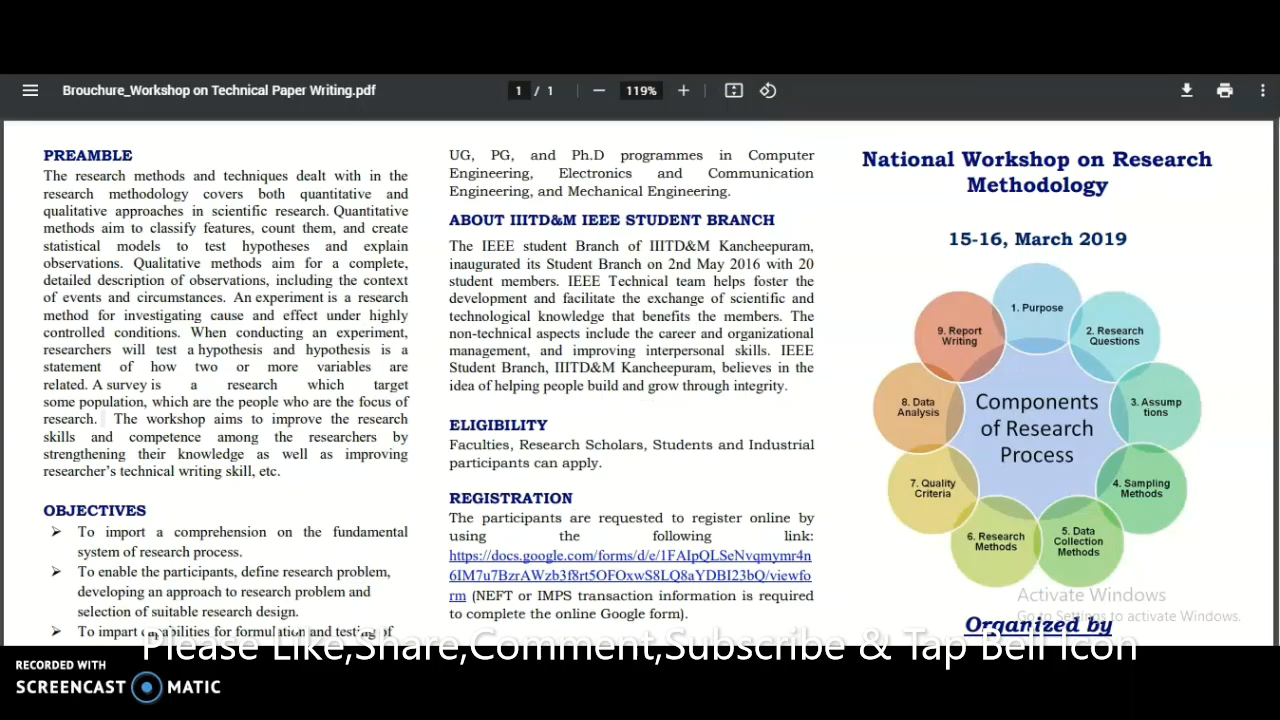 Brouchure_Workshop on Technical Paper Writing.pdf
1 / 1
119%
PREAMBLE
The research methods and techniques dealt with in the
research methodology covers both quantitative and
qualitative approaches in scientific research. Quantitative
methods aim to classify features, count them, and create
statistical models to test hypotheses and explain
observations. Qualitative methods aim for a complete,
detailed description of observations, including the context
of events and circumstances. An experiment is a research
method for investigating cause and effect under highly
controlled conditions. When conducting an experiment,
researchers will test a hypothesis and hypothesis is a
statement of how two or more variables are
related. A survey is a research which target
some population, which are the people who are the focus of
research. The workshop aims to improve the research
skills and competence among the researchers by
strengthening their knowledge as well as improving
researcher's technical writing skill, etc.
OBJECTIVES
To import a comprehension on the fundamental
system of research process.
To enable the participants, define research problem,
developing an approach to research problem and
selection of suitable research design.
To impart capabilities for formulation and testing of
UG, PG, and Ph.D programmes in Computer
Engineering, Electronics and Communication
Engineering, and Mechanical Engineering.
ABOUT IIITD&M IEEE STUDENT BRANCH
The IEEE student Branch of IIITD&M Kancheepuram,
inaugurated its Student Branch on 2nd May 2016 with 20
student members. IEEE Technical team helps foster the
development and facilitate the exchange of scientific and
technological knowledge that benefits the members. The
non-technical aspects include the career and organizational
management, and improving interpersonal skills. IEEE
Student Branch, IIITD&M Kancheepuram, believes in the
idea of helping people build and grow through integrity.
ELIGIBILITY
Faculties, Research Scholars, Students and Industrial
participants can apply.
REGISTRATION
The participants are requested to register online by
using the following link:
https://docs.google.com/forms/d/e/1FAIpQLSeNvqmymr4n
6IM7u7BzrAWzb3f8rt5OFOxwS8LQ8aYDBI23bQ/viewfo
rm (NEFT or IMPS transaction information is required
to complete the online Google form).
National Workshop on Research
Methodology
15-16, March 2019
1. Purpose
2. Research
Questions
3. Assump
tions
4. Sampling
Methods
5. Data
Collection
Methods
6. Research
Methods
7. Quality
Criteria
8. Data
Analysis
9. Report
Writing
Components
of Research
Process
Activate Windows
Go to Settings to activate Windows.
Organized by
Please Like,Share,Comment,Subscribe & Tap Bell Icon
RECORDED WITH
SCREENCAST MATIC